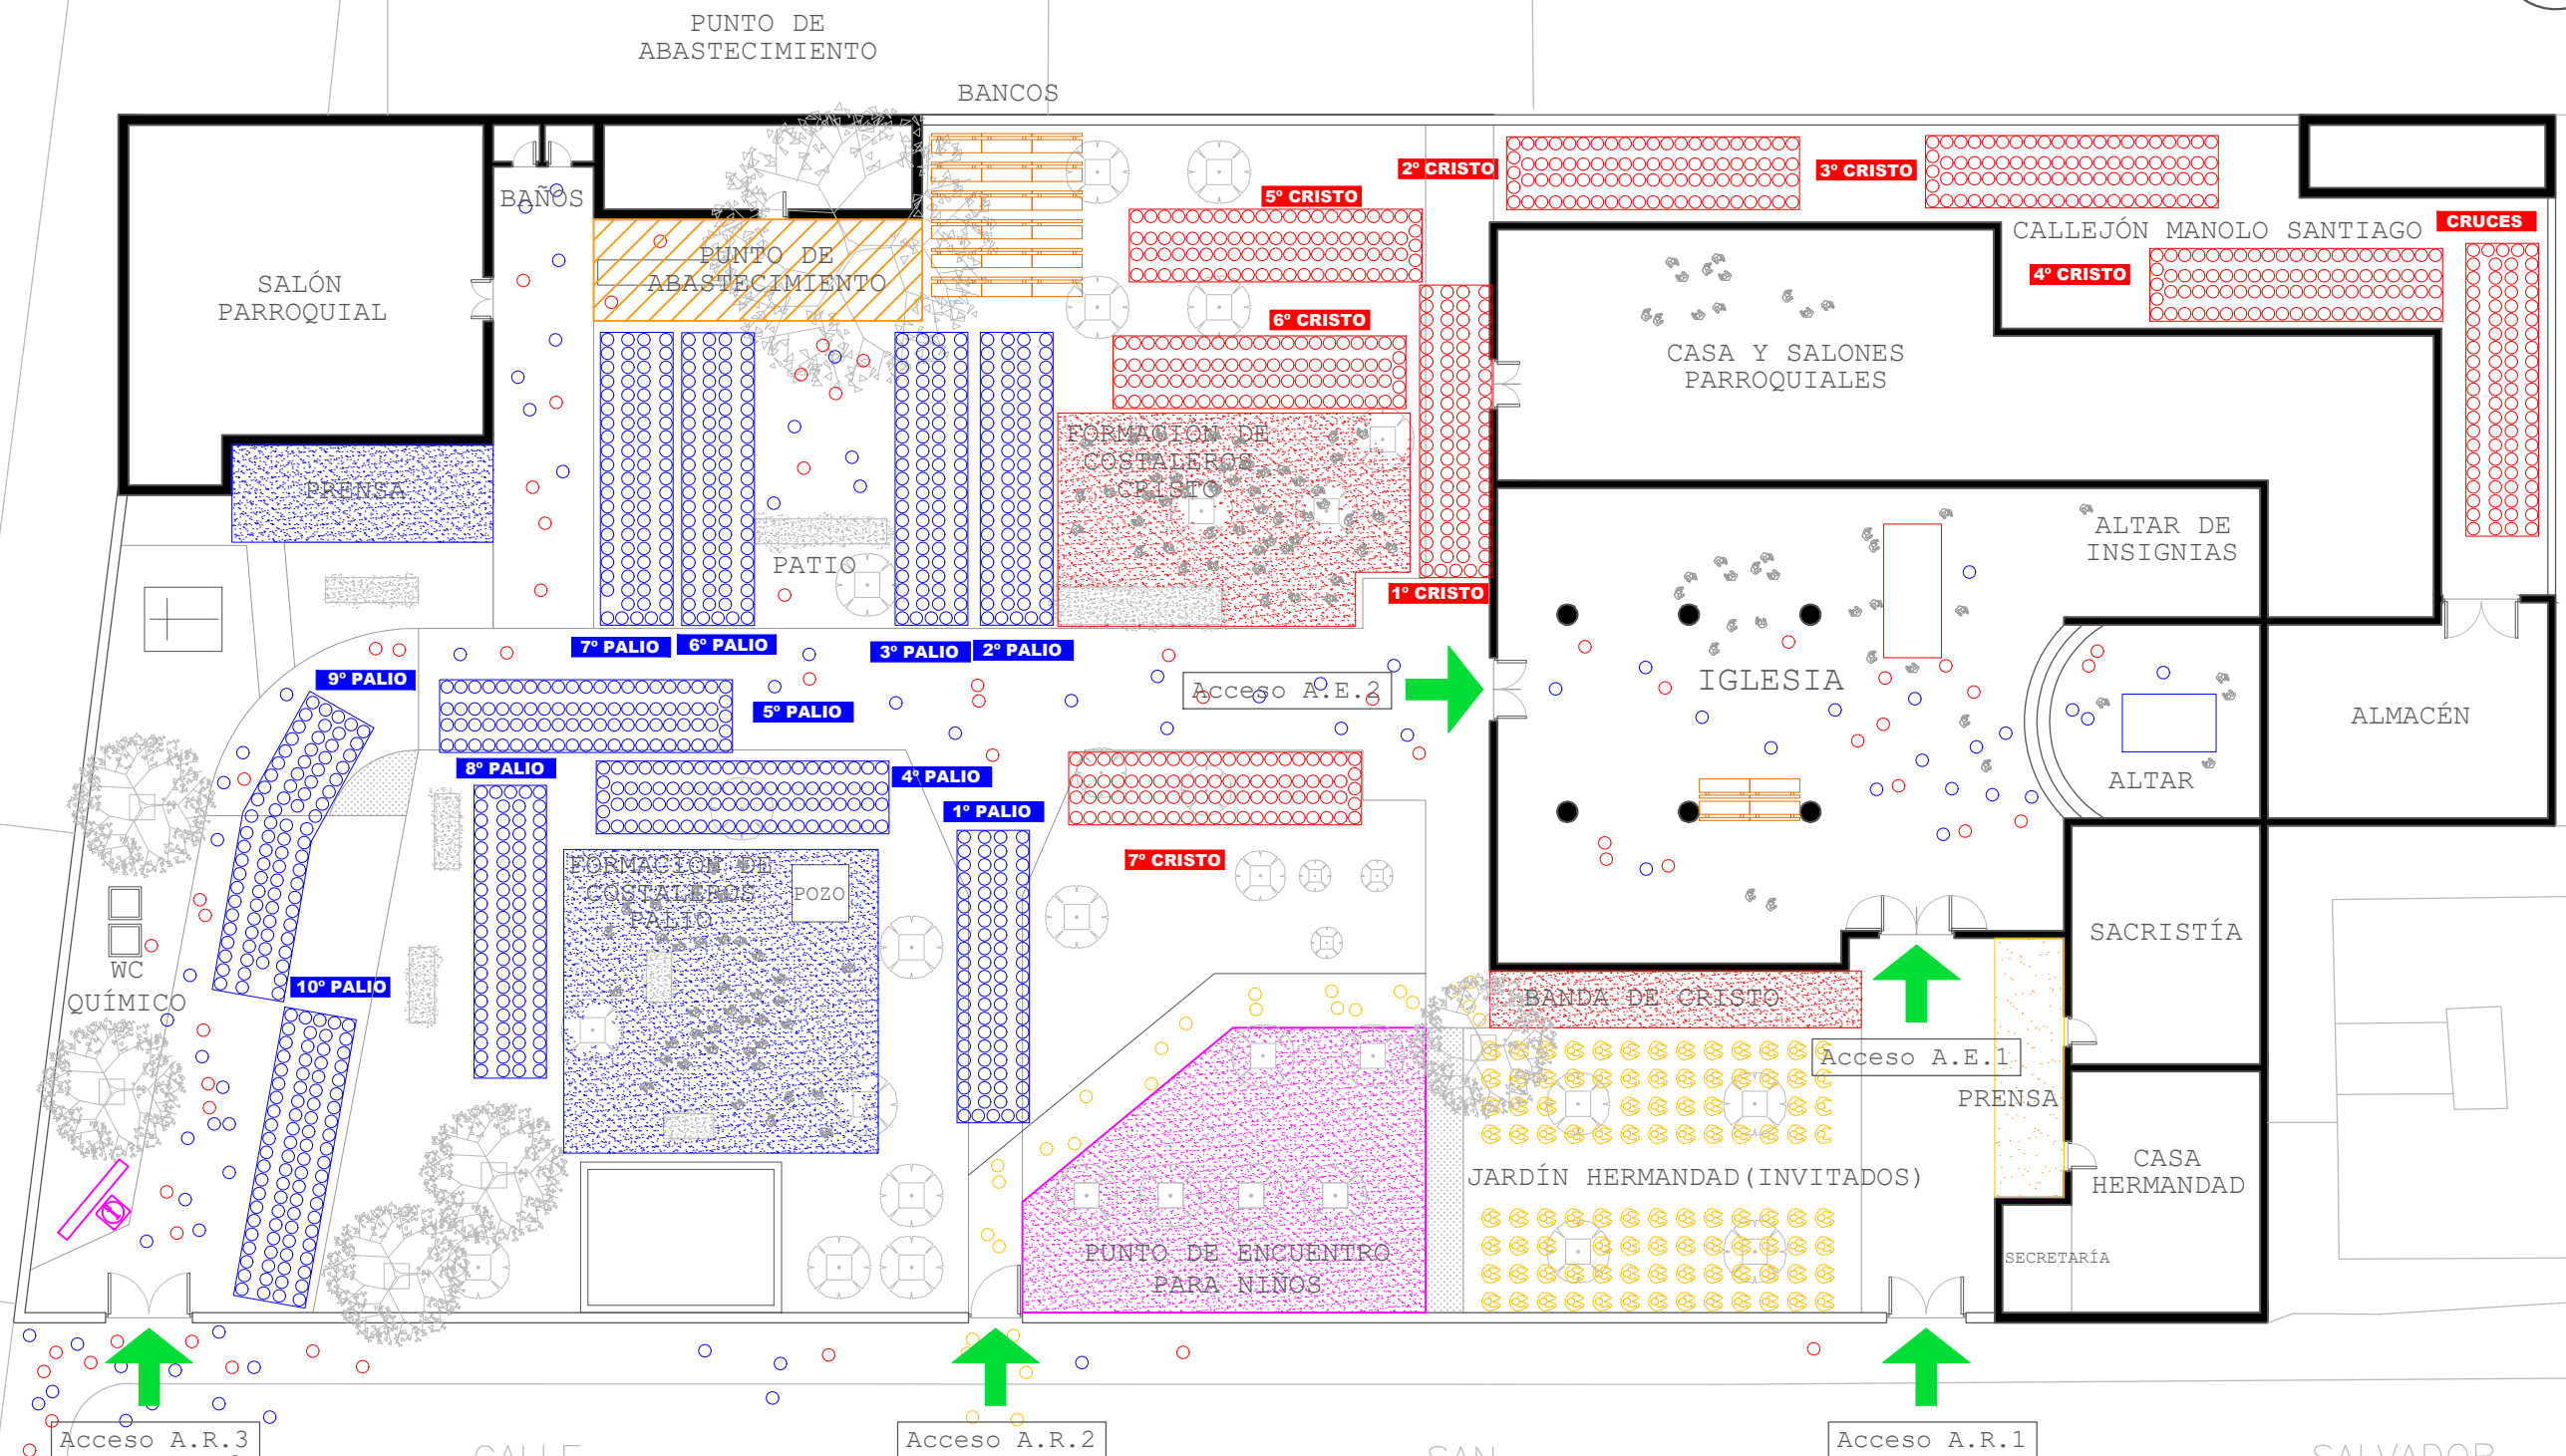 PUNTO DE
ABASTECIMIENTO
BANCOS
2º CRISTO
3º CRISTO
5º CRISTO
BAÑOS
CALLEJÓN MANOLO SANTIAGO
CRUCES
PUNTO DE
ABASTECIMIENTO
4º CRISTO
SALÓN
PARROQUIAL
6º CRISTO
CASA Y SALONES
PARROQUIALES
FORMACIÓN DE
COSTALEROS
CRISTO
PRENSA
ALTAR DE
INSIGNIAS
PATIO
1º CRISTO
7º PALIO
6º PALIO
3º PALIO
2º PALIO
9º PALIO
IGLESIA
Acceso A.E.2
5º PALIO
ALMACÉN
8º PALIO
4º PALIO
ALTAR
1º PALIO
7º CRISTO
FORMACIÓN DE
COSTALEROS
PALIO
POZO
SACRISTÍA
WC
QUÍMICO
10º PALIO
BANDA DE CRISTO
Acceso A.E.1
PRENSA
CASA
HERMANDAD
JARDÍN HERMANDAD(INVITADOS)
PUNTO DE ENCUENTRO
PARA NIÑOS
SECRETARÍA
Acceso A.R.3
CALLE
Acceso A.R.2
SAN
Acceso A.R.1
SALVADOR